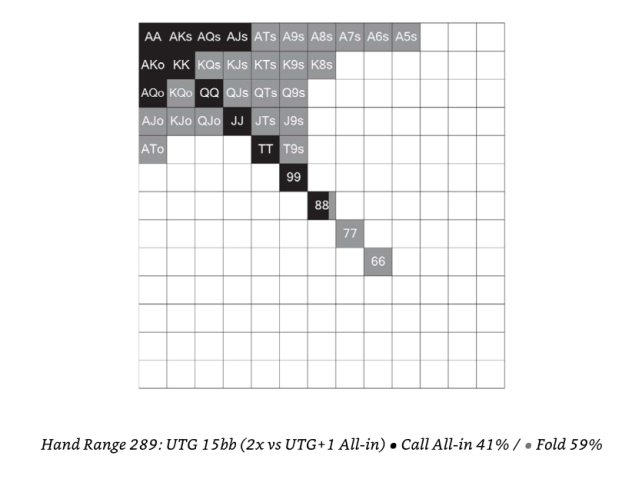 AA AKs AQs AJs ATs A9s A8s A7s A6s A5s
AKo KK KQs KJs KTs K9s K8s
AQo KQo QQ QJs QTs Q9s
AJo KJo QJo JJ JTs J9s
ATo TT T9s
99
88
77
66
Hand Range 289: UTG 15bb (2x vs UTG+1 All-in) • Call All-in 41% / • Fold 59%